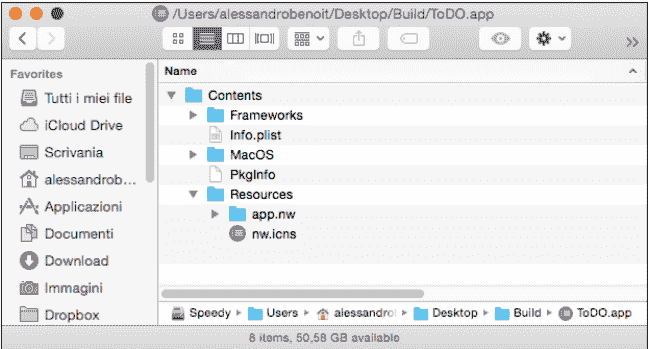 /Users/alessandrobenoit/Desktop/Build/ToDO.app
Favorites
Tutti i miei file
iCloud Drive
Scrivania
alessandrob...
Applicazioni
Documenti
Download
Immagini
Dropbox
Name
Contents
Frameworks
Info.plist
MacOS
PkgInfo
Resources
app.nw
nw.icns
Speedy Users alessandro Desktop Build ToDO.app
8 items, 50,58 GB available